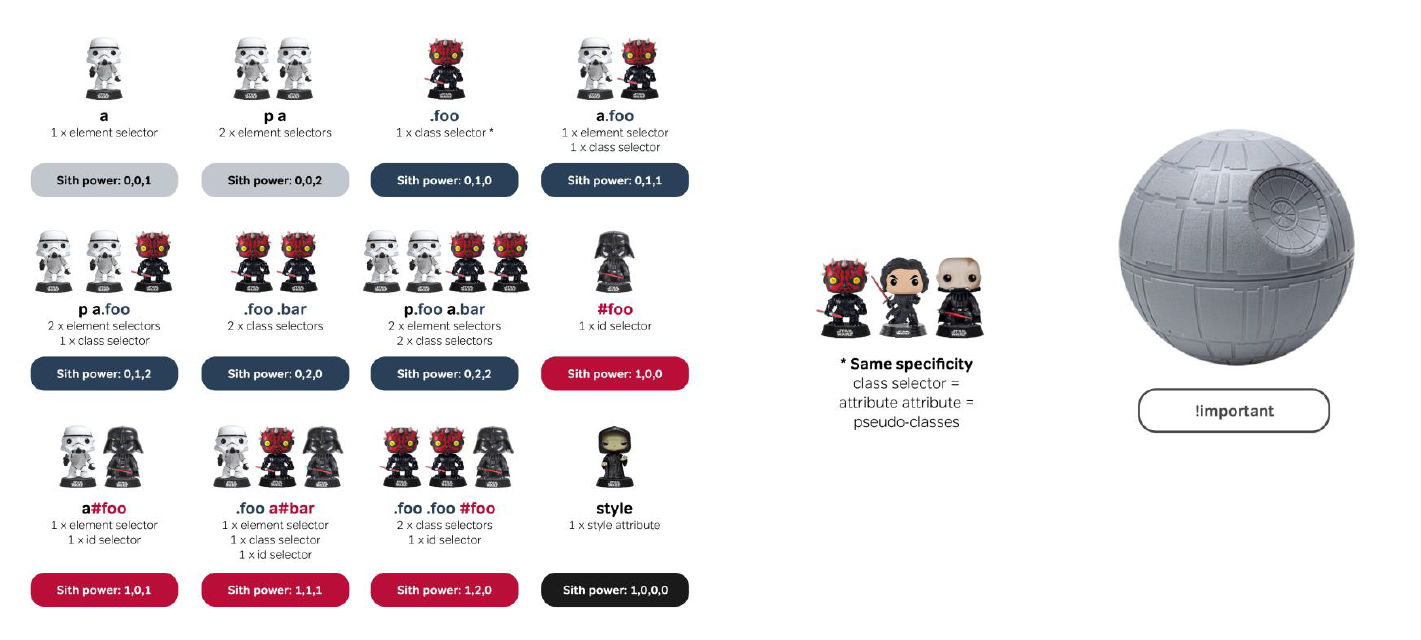 a
1 x element selector
Sith power: 0,0,1
p a
2 x element selectors
Sith power: 0,0,2
.foo
1 x class selector *
Sith power: 0,1,0
a.foo
1 x element selector
1 x class selector
Sith power: 0,1,1
p a.foo
2 x element selectors
1 x class selector
Sith power: 0,1,2
.foo .bar
2 x class selectors
Sith power: 0,2,0
p.foo a.bar
2 x element selectors
2 x class selectors
Sith power: 0,2,2
#foo
1 x id selector
Sith power: 1,0,0
a#foo
1 x element selector
1 x id selector
Sith power: 1,0,1
.foo a#bar
1 x element selector
1 x class selector
1 x id selector
Sith power: 1,1,1
.foo .foo #foo
2 x class selectors
1 x id selector
Sith power: 1,2,0
style
1 x style attribute
Sith power: 1,0,0,0
* Same specificity
class selector =
attribute attribute =
pseudo-classes
!important